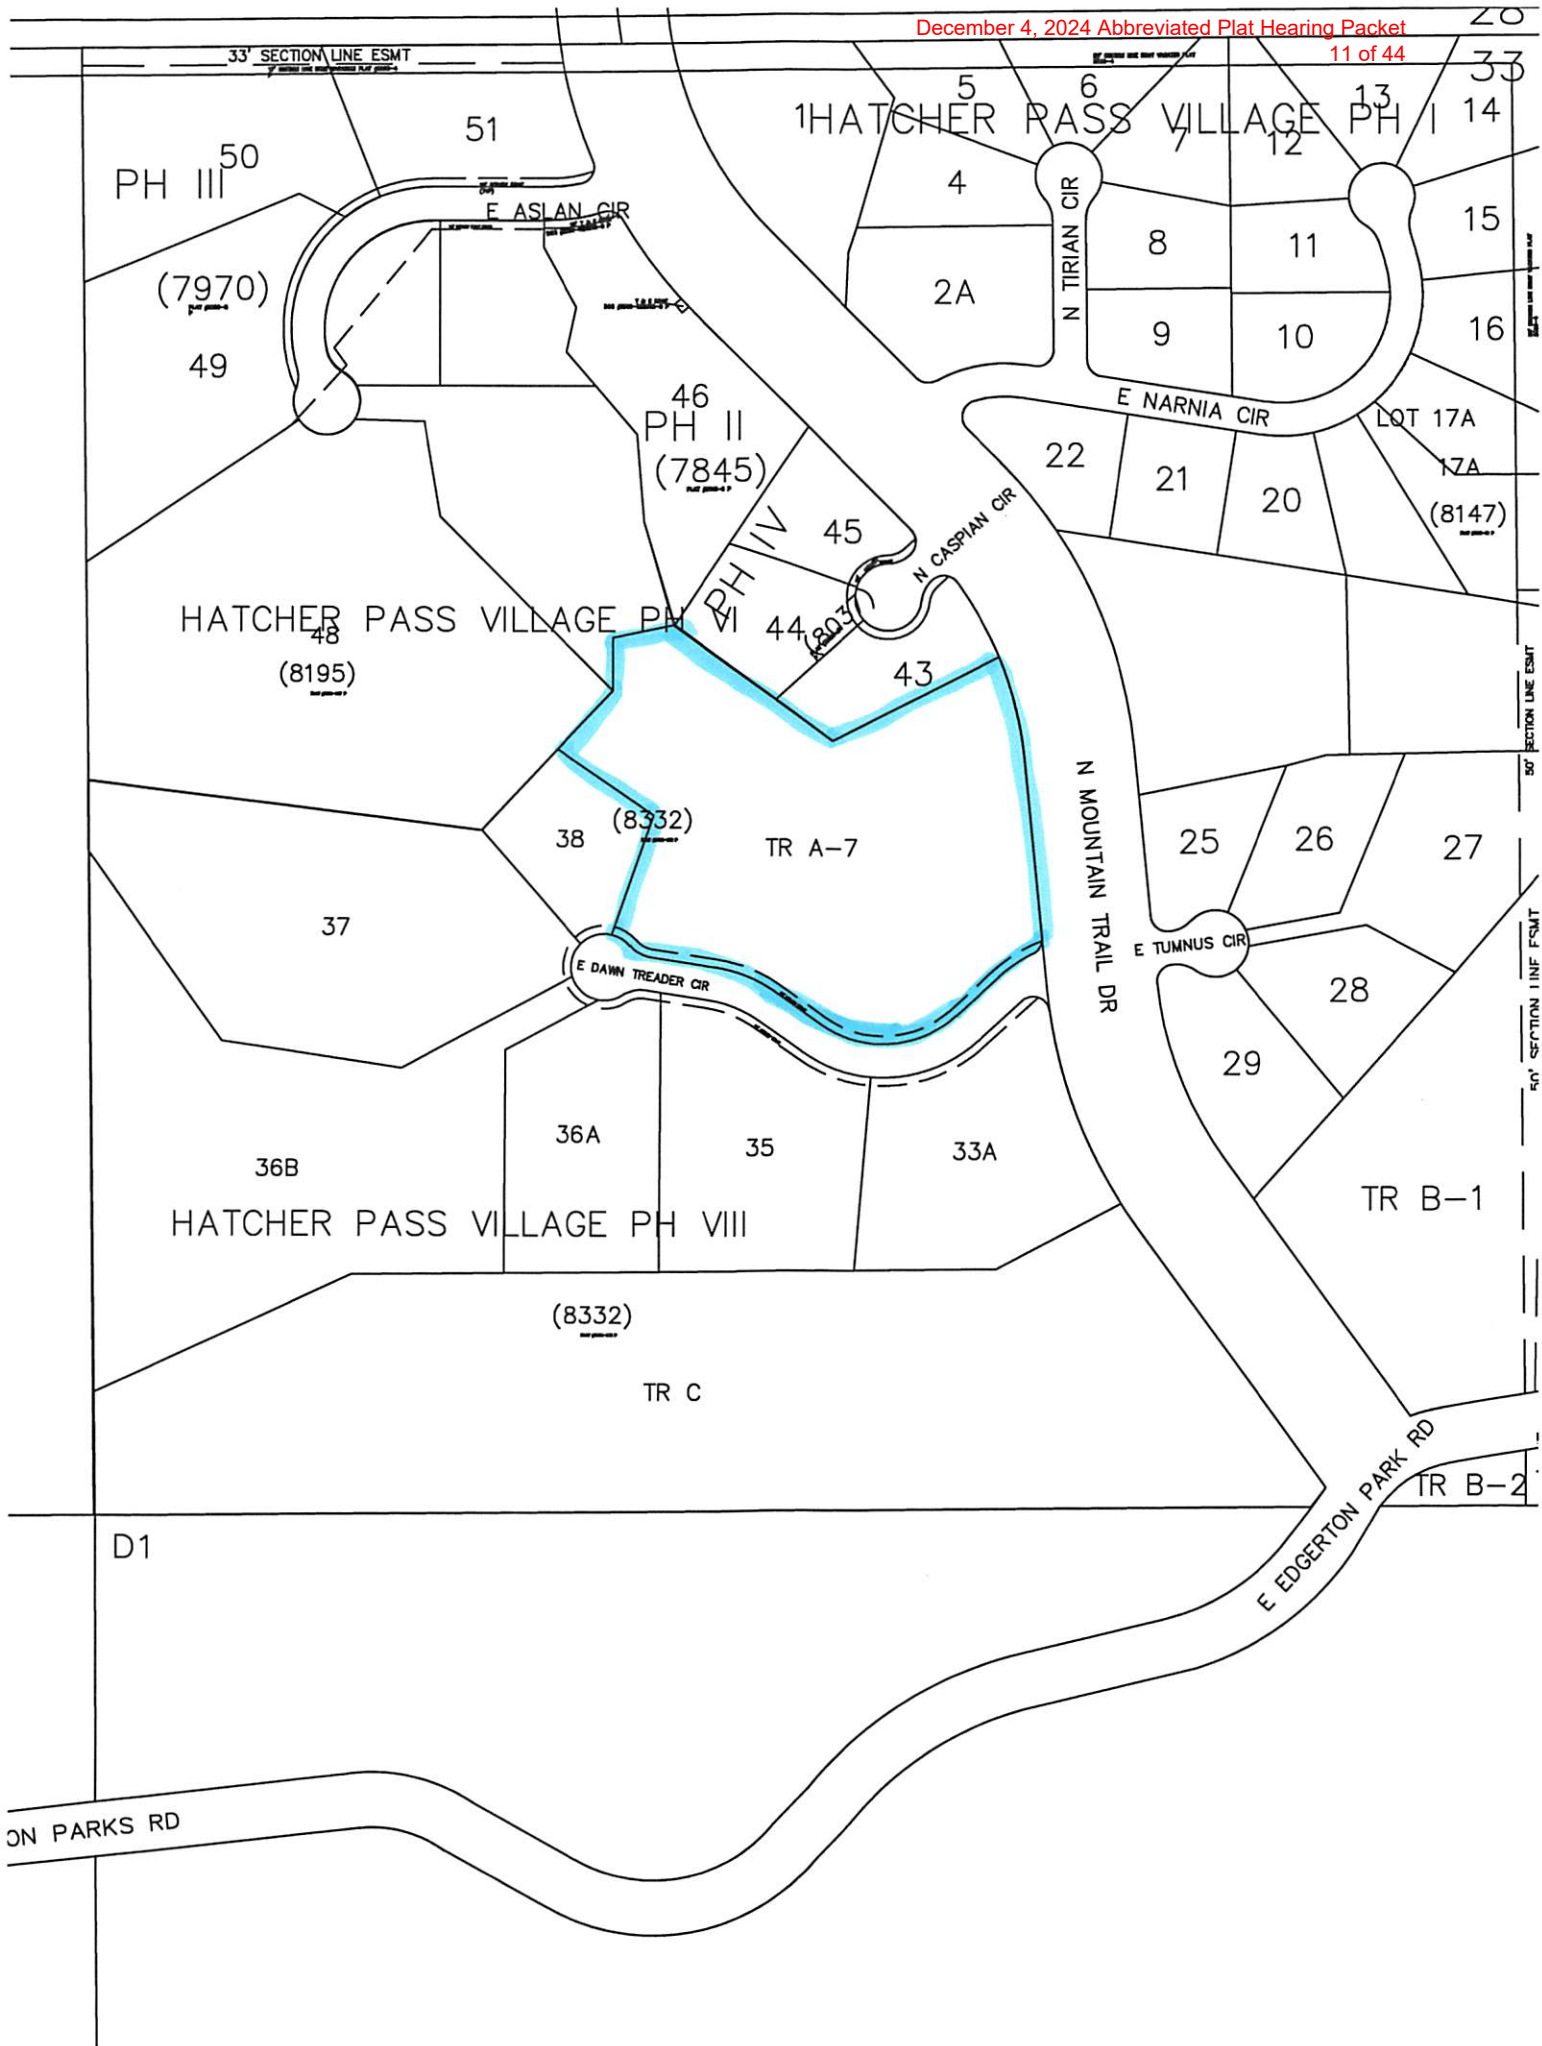 December 4, 2024 Abbreviated Plat Hearing Packet
11 of 44
33' SECTION LINE ESMT
33
5
6
13
14
1HATCHER PASS VILLAGE PH I
7
12
51
50
PH III
4
E ASLAN CIR
N TIRIAN CIR
8
11
15
(7970)
2A
49
9
10
16
46
PH II
(7845)
E NARNIA CIR
LOT 17A
17A
22
21
20
(8147)
45
PH IV
N CASPIAN CIR
HATCHER PASS VILLAGE PH VI
44
48
(8195)
43
50' SECTION LINE ESMT
(8332)
38
TR A-7
N MOUNTAIN TRAIL DR
25
26
27
37
E DAWN TREADER CIR
E TUMNUS CIR
28
50' SECTION LINE ESMT
29
36A
35
33A
36B
TR B-1
HATCHER PASS VILLAGE PH VIII
(8332)
TR C
E EDGERTON PARK RD
TR B-2
D1
ON PARKS RD